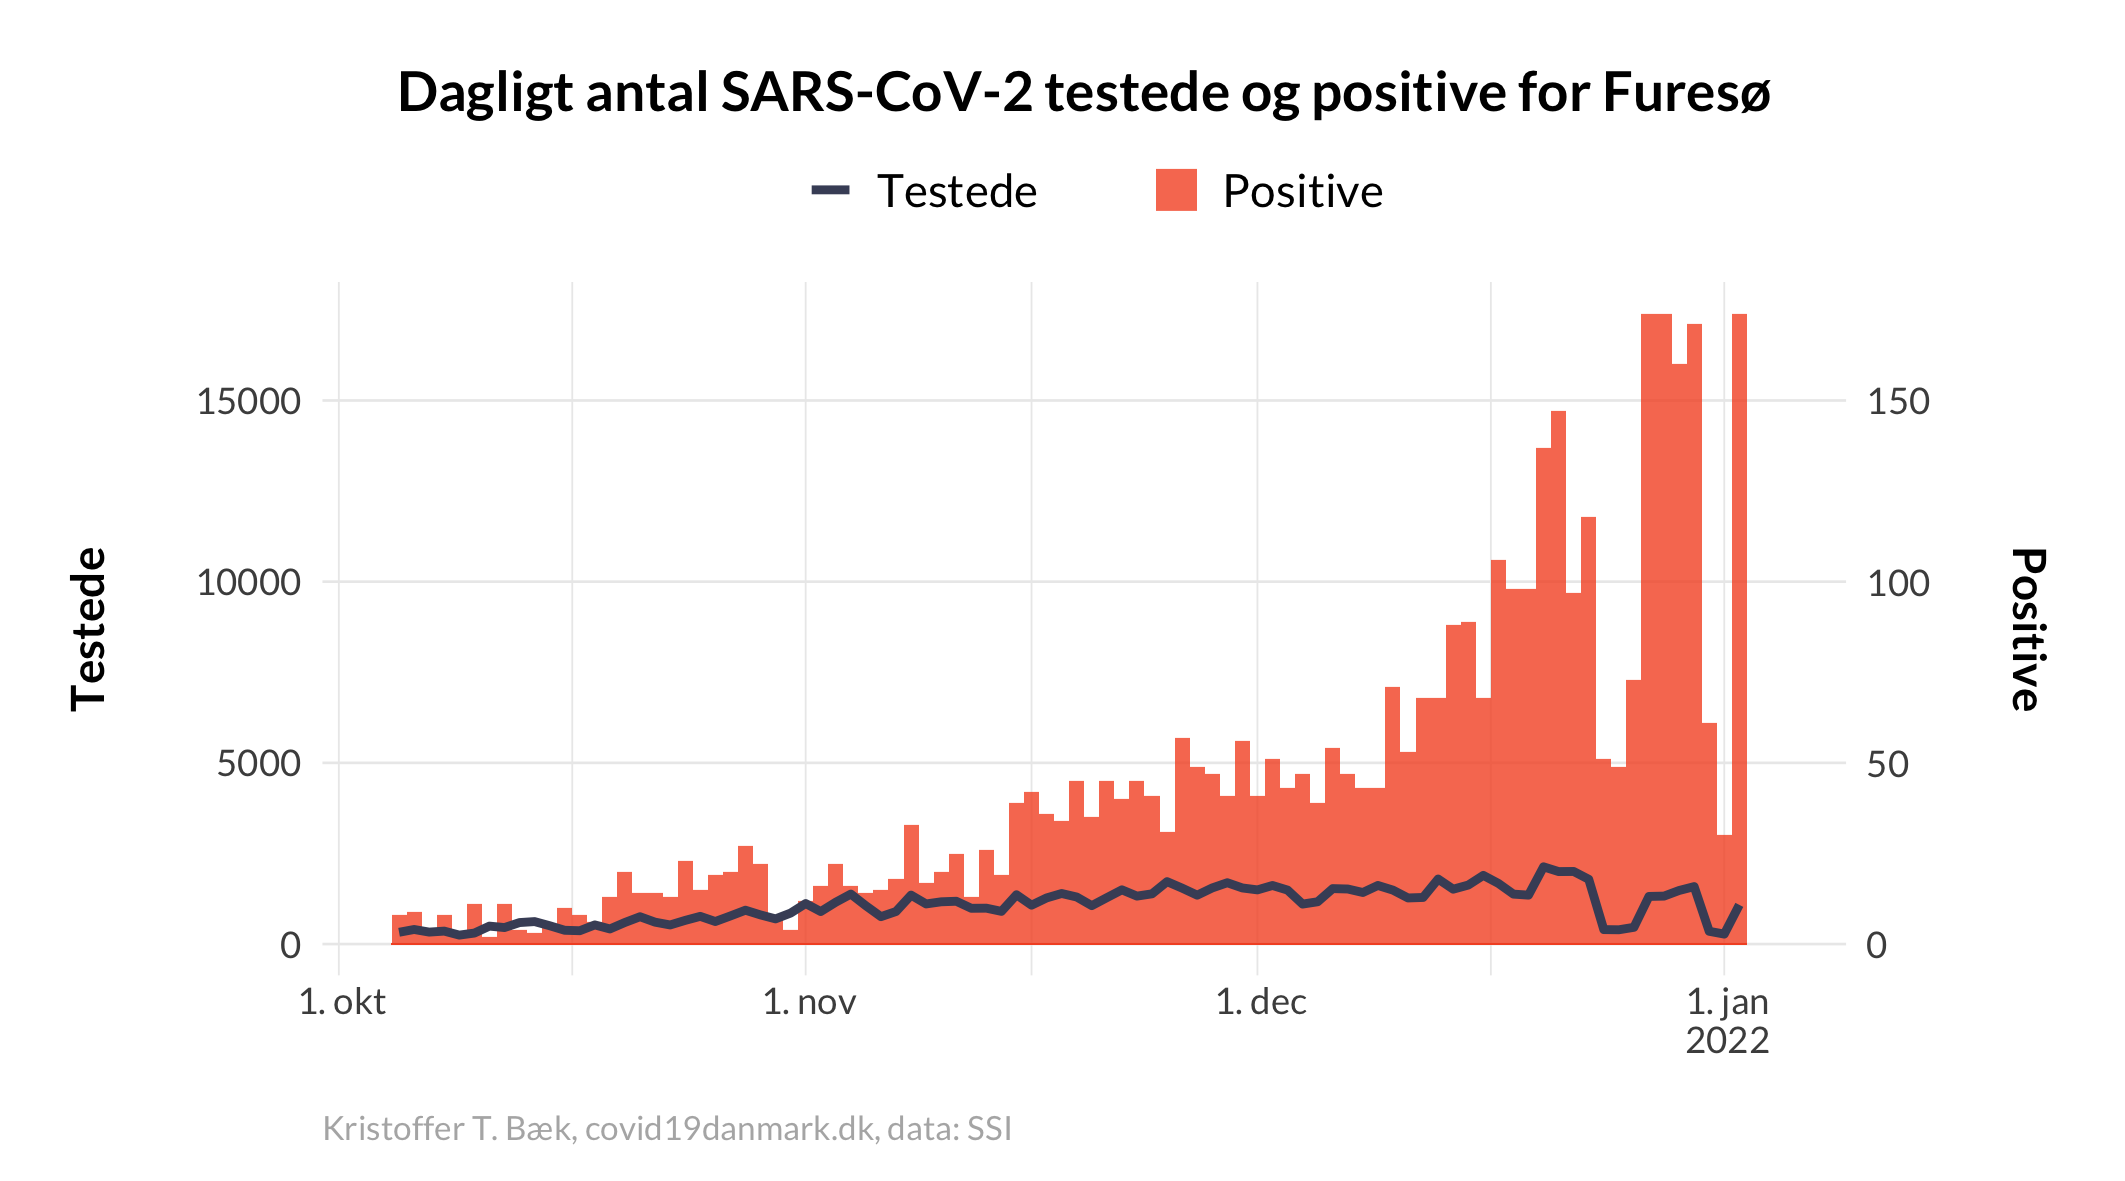 Dagligt antal SARS-CoV-2 testede og positive for Furesø
Testede
Positive
15000
10000
5000
0
150
100
50
0
Testede
Positive
1. okt
1. nov
1. dec
1. jan
2022
Kristoffer T. Bæk, covid19danmark.dk, data: SSI